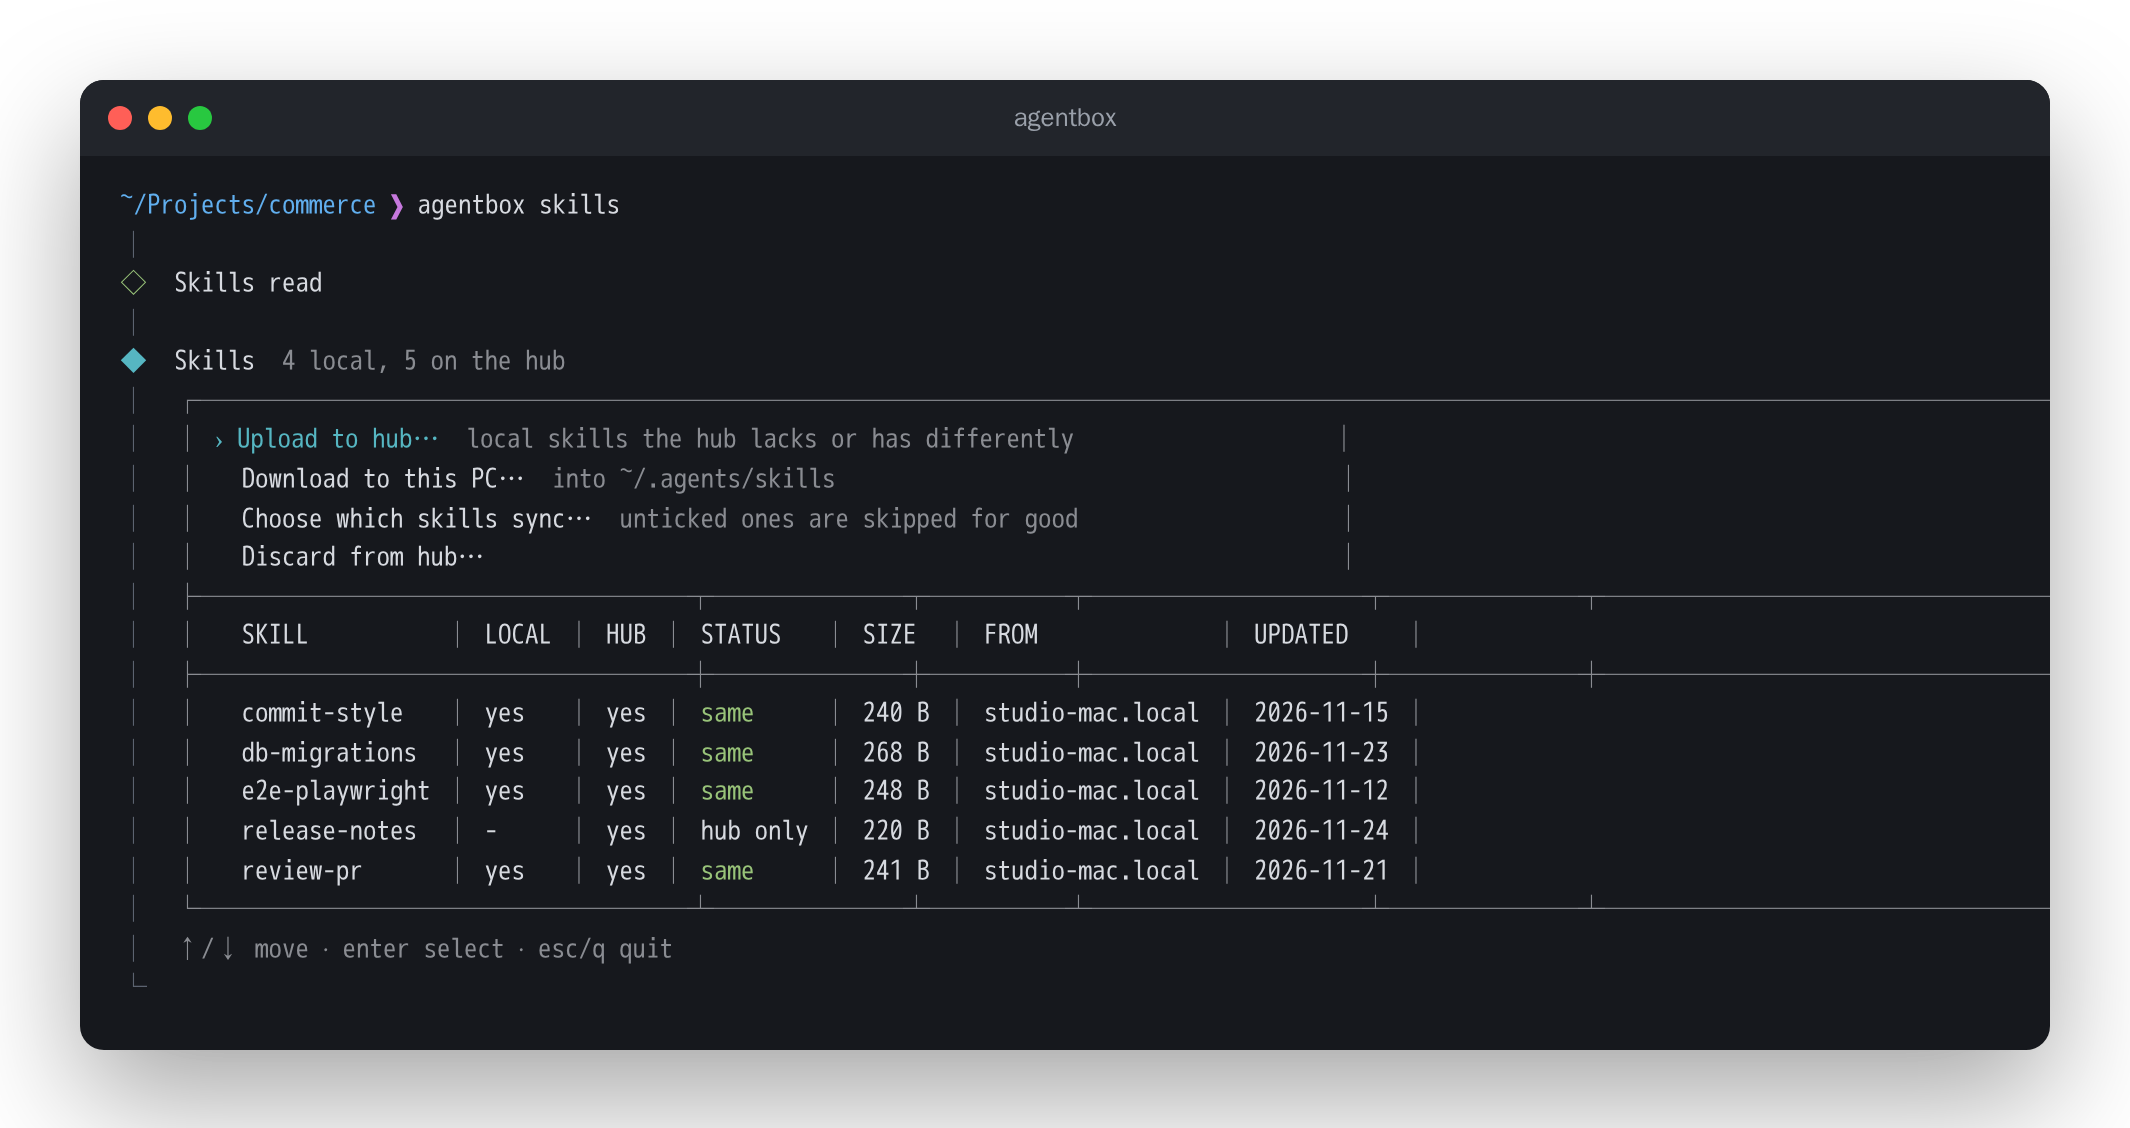 agentbox
~/Projects/commerce ❯ agentbox skills
Skills read
Skills 4 local, 5 on the hub
› Upload to hub… local skills the hub lacks or has differently
Download to this PC… into ~/.agents/skills
Choose which skills sync… unticked ones are skipped for good
Discard from hub…
SKILL │ LOCAL │ HUB │ STATUS │ SIZE │ FROM │ UPDATED │
commit-style │ yes │ yes │ same │ 240 B │ studio-mac.local │ 2026-11-15 │
db-migrations │ yes │ yes │ same │ 268 B │ studio-mac.local │ 2026-11-23 │
e2e-playwright │ yes │ yes │ same │ 248 B │ studio-mac.local │ 2026-11-12 │
release-notes │ - │ yes │ hub only │ 220 B │ studio-mac.local │ 2026-11-24 │
review-pr │ yes │ yes │ same │ 241 B │ studio-mac.local │ 2026-11-21 │
↑/↓ move · enter select · esc/q quit